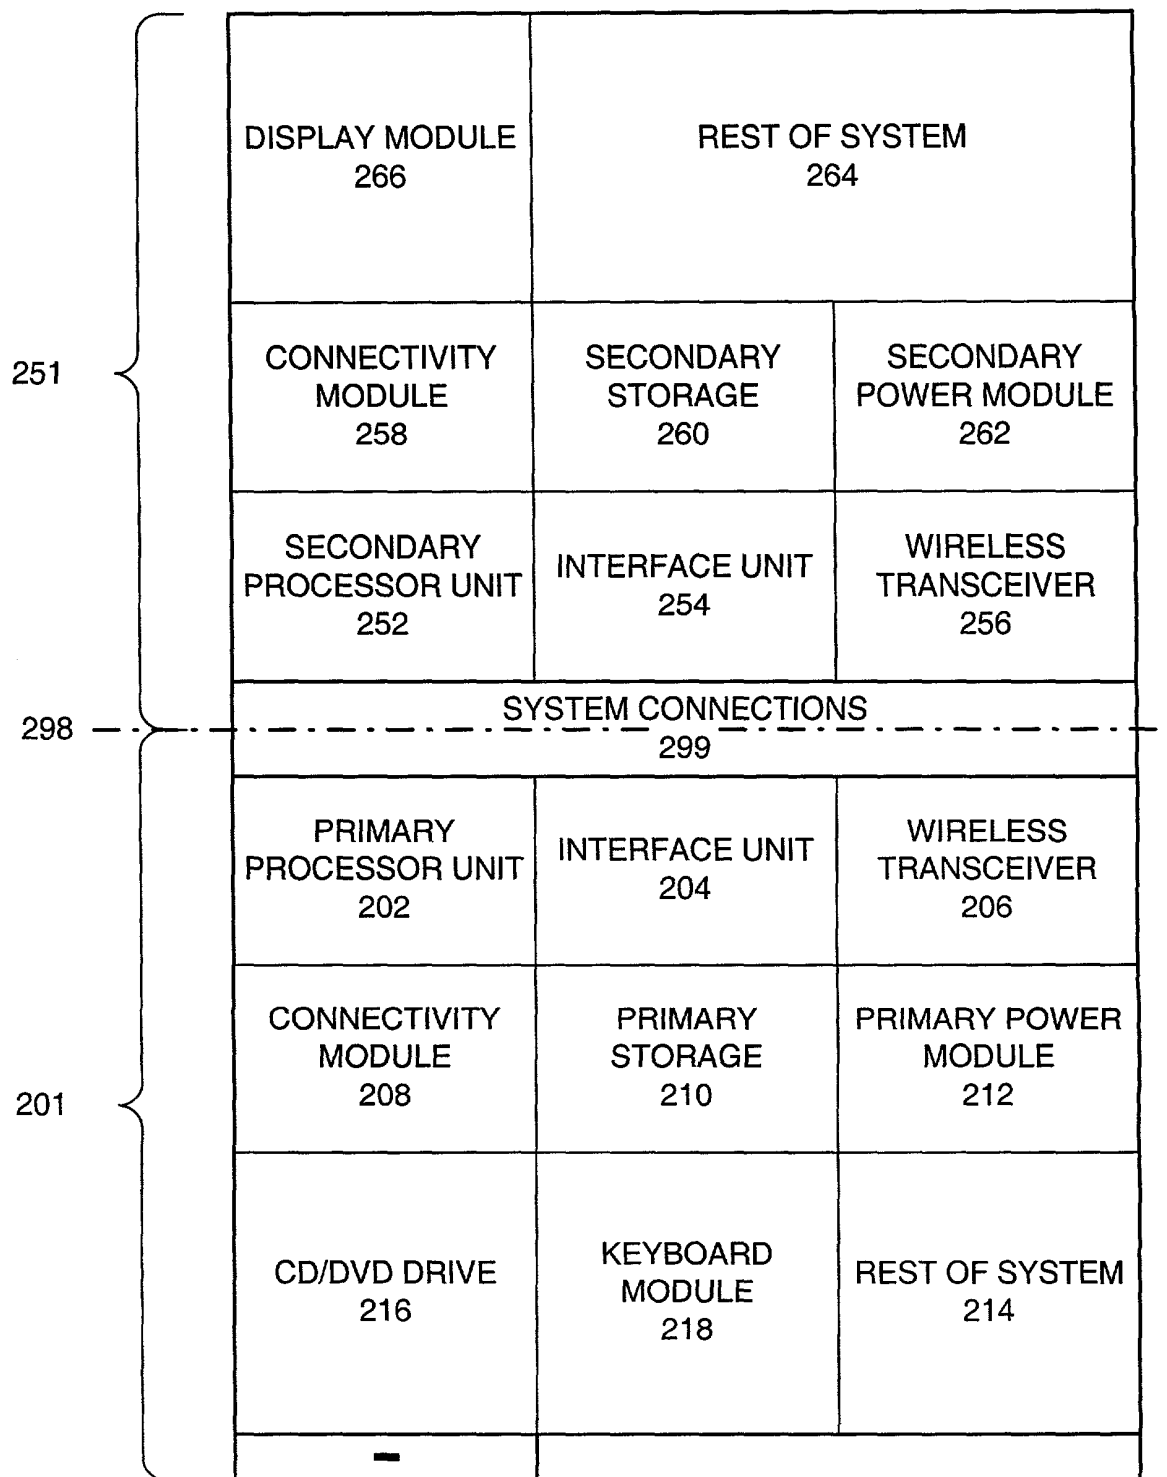 DISPLAY MODULE
266
REST OF SYSTEM
264
251
CONNECTIVITY
MODULE
258
SECONDARY
STORAGE
260
SECONDARY
POWER MODULE
262
SECONDARY
PROCESSOR UNIT
252
INTERFACE UNIT
254
WIRELESS
TRANSCEIVER
256
298
SYSTEM CONNECTIONS
299
PRIMARY
PROCESSOR UNIT
202
INTERFACE UNIT
204
WIRELESS
TRANSCEIVER
206
201
CONNECTIVITY
MODULE
208
PRIMARY
STORAGE
210
PRIMARY POWER
MODULE
212
CD/DVD DRIVE
216
KEYBOARD
MODULE
218
REST OF SYSTEM
214